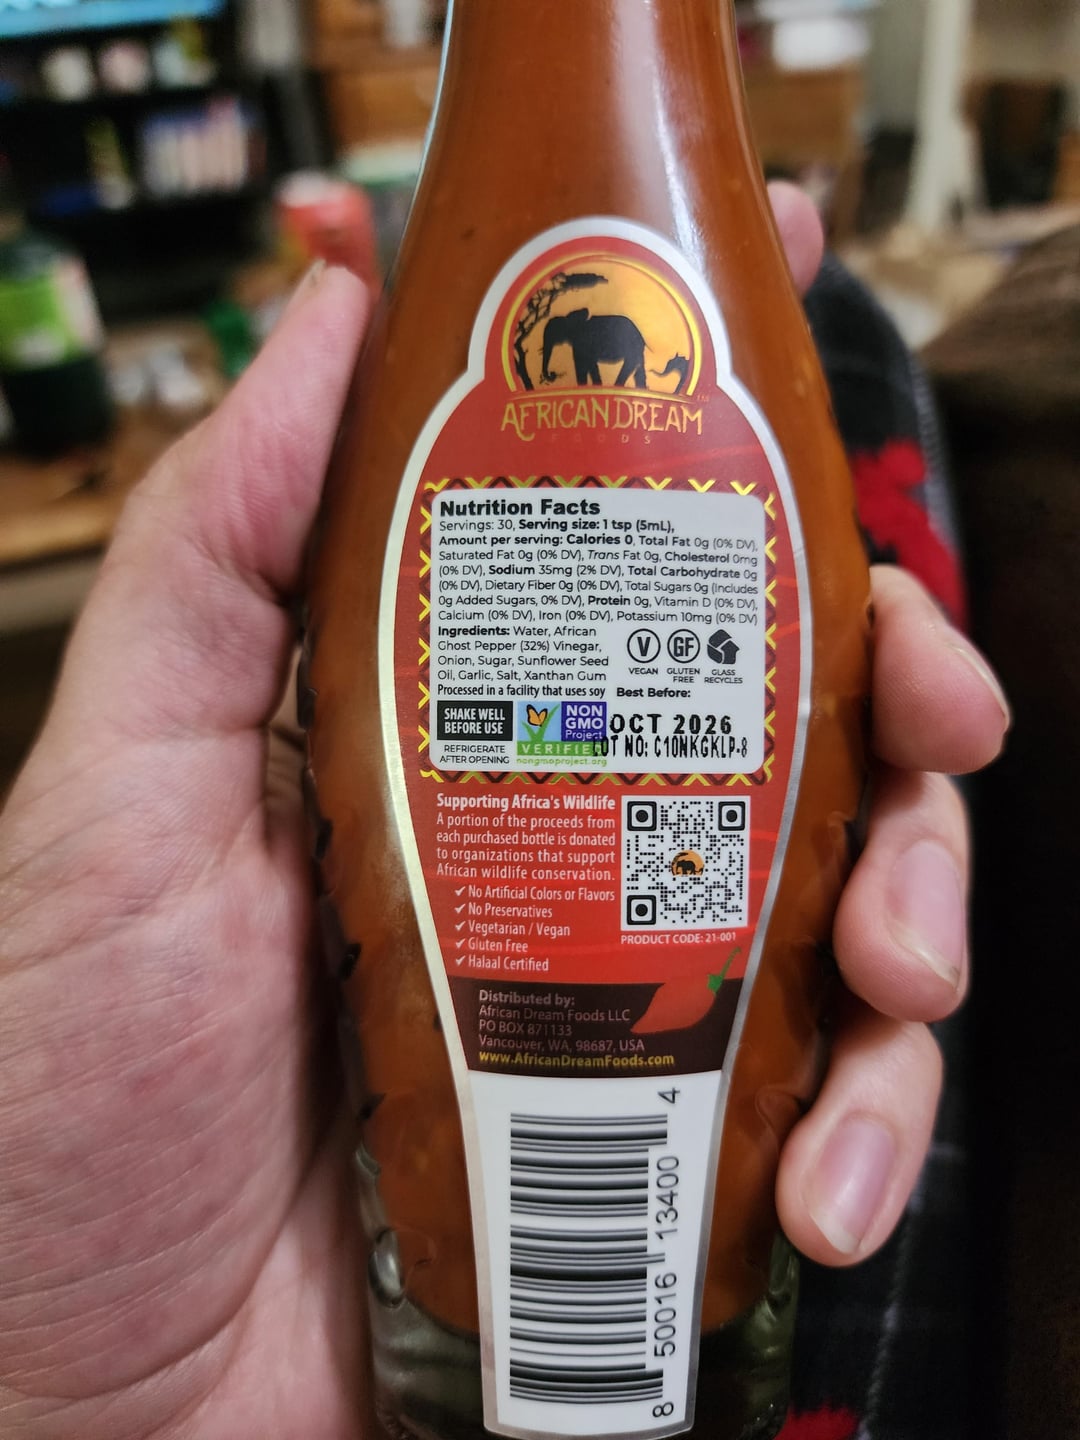 AFRICAN DREAM™
FOODS
Nutrition Facts
Servings: 30, Serving size: 1 tsp (5mL),
Amount per serving: Calories 0, Total Fat 0g (0% DV),
Saturated Fat 0g (0% DV), Trans Fat 0g, Cholesterol 0mg
(0% DV), Sodium 35mg (2% DV), Total Carbohydrate 0g
(0% DV), Dietary Fiber 0g (0% DV), Total Sugars 0g (Includes
0g Added Sugars, 0% DV), Protein 0g, Vitamin D (0% DV),
Calcium (0% DV), Iron (0% DV), Potassium 10mg (0% DV)
Ingredients: Water, African
Ghost Pepper (32%) Vinegar,
Onion, Sugar, Sunflower Seed
Oil, Garlic, Salt, Xanthan Gum
Processed in a facility that uses soy
V
VEGAN
GF
GLUTEN
FREE
GLASS
RECYCLES
SHAKE WELL
BEFORE USE
REFRIGERATE
AFTER OPENING
NON
GMO
Project
VERIFIED
nongmoproject.org
Best Before:
OCT 2026
LOT NO: C10NKGKLP-8
Supporting Africa's Wildlife
A portion of the proceeds from
each purchased bottle is donated
to organizations that support
African wildlife conservation.
✓ No Artificial Colors or Flavors
✓ No Preservatives
✓ Vegetarian / Vegan
✓ Gluten Free
✓ Halaal Certified
PRODUCT CODE: 21-001
Distributed by:
African Dream Foods LLC
PO BOX 871133
Vancouver, WA, 98687, USA
www.AfricanDreamFoods.com
8 50016 13400 4